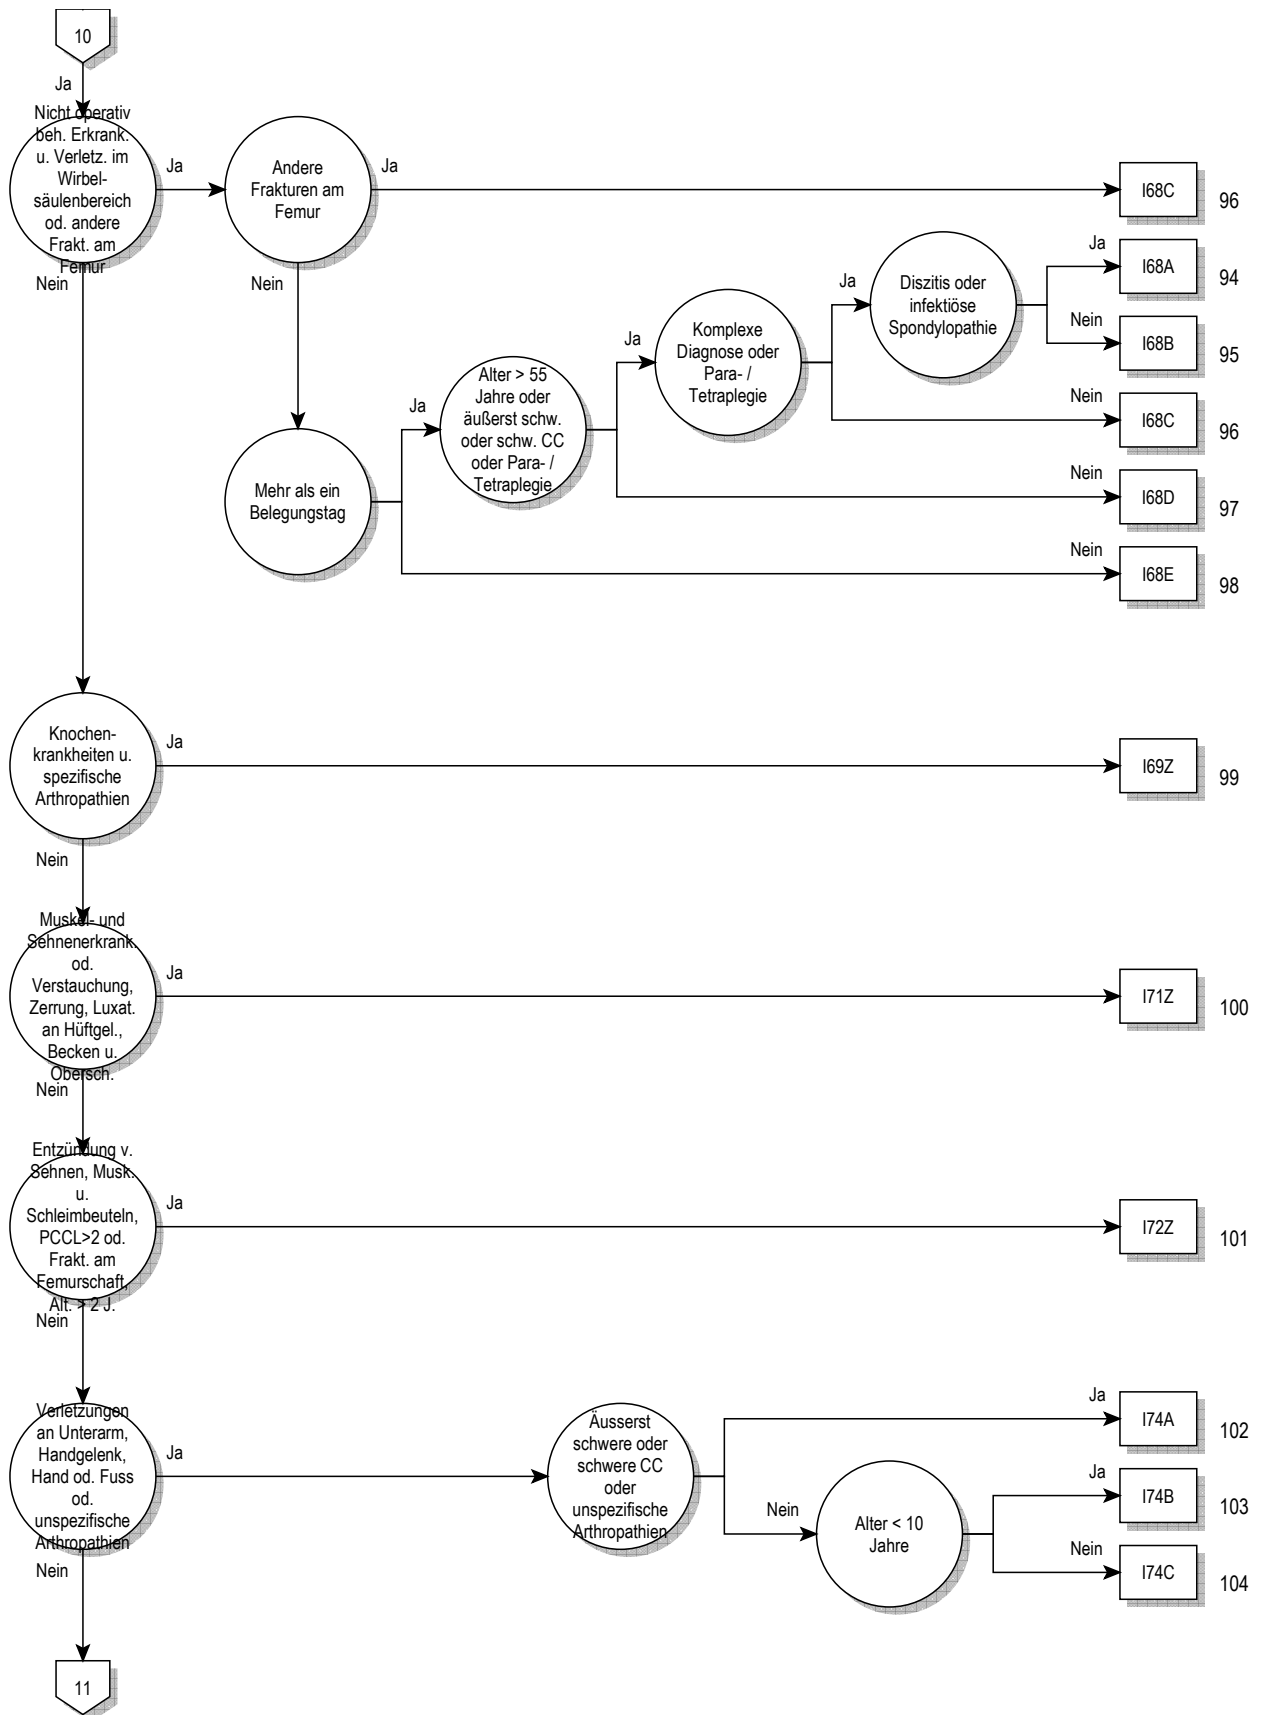 10
Ja
Nicht operativ
beh. Erkrank.
u. Verletz. im
Wirbel-
säulenbereich
od. andere
Frakt. am
Femur
Ja
Nein
Andere
Frakturen am
Femur
Ja
Nein
I68C
96
Mehr als ein
Belegungstag
Ja
Alter > 55
Jahre oder
äußerst schw.
oder schw. CC
oder Para- /
Tetraplegie
Ja
Komplexe
Diagnose oder
Para- /
Tetraplegie
Ja
Diszitis oder
infektiöse
Spondylopathie
Ja
I68A
94
Nein
I68B
95
Nein
I68C
96
Nein
I68D
97
Nein
I68E
98
Knochen-
krankheiten u.
spezifische
Arthropathien
Ja
I69Z
99
Nein
Muskel- und
Sehnenerkrank.
od.
Verstauchung,
Zerrung, Luxat.
an Hüftgel.,
Becken u.
Obersch.
Ja
I71Z
100
Nein
Entzündung v.
Sehnen, Musk.
u.
Schleimbeuteln,
PCCL>2 od.
Frakt. am
Femurschaft,
Alt. > 2 J.
Ja
I72Z
101
Nein
Verletzungen
an Unterarm,
Handgelenk,
Hand od. Fuss
od.
unspezifische
Arthropathien
Ja
Äusserst
schwere oder
schwere CC
oder
unspezifische
Arthropathien
Ja
I74A
102
Nein
Alter < 10
Jahre
Ja
I74B
103
Nein
I74C
104
Nein
11